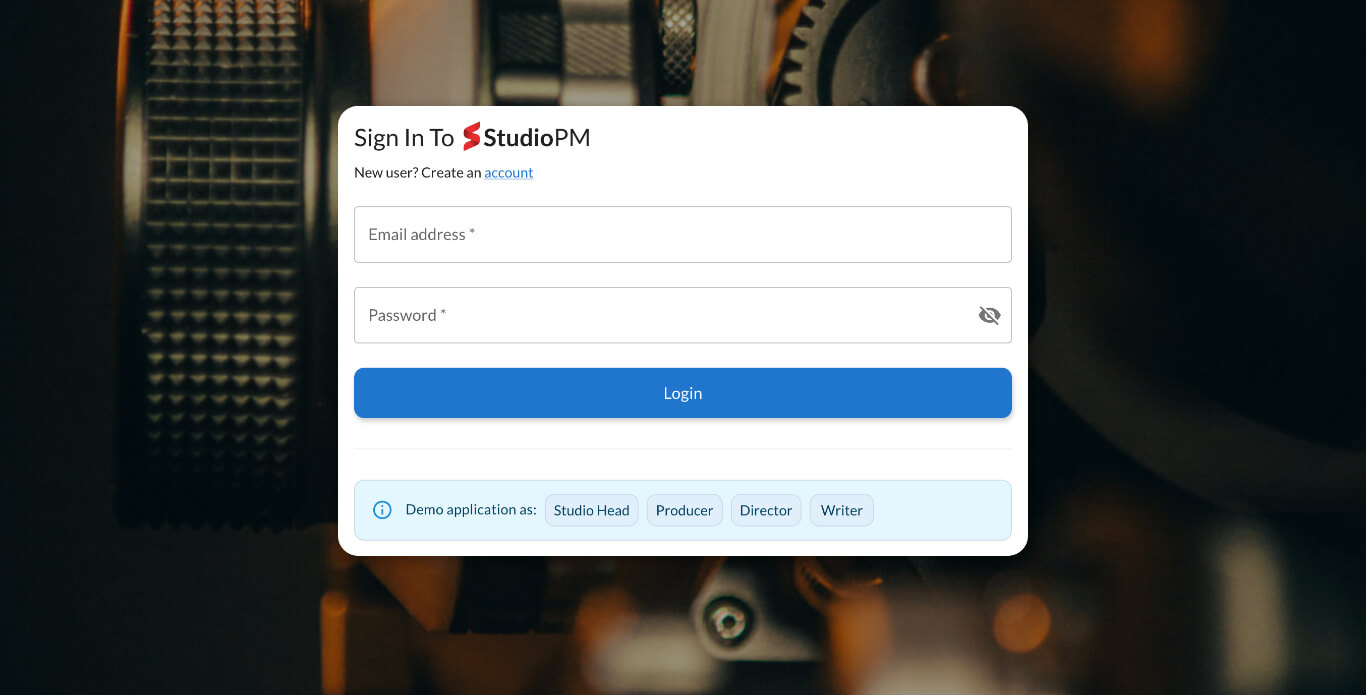 Sign In To StudioPM
New user? Create an account
Email address *
Password *
Login
Demo application as: Studio Head Producer Director Writer